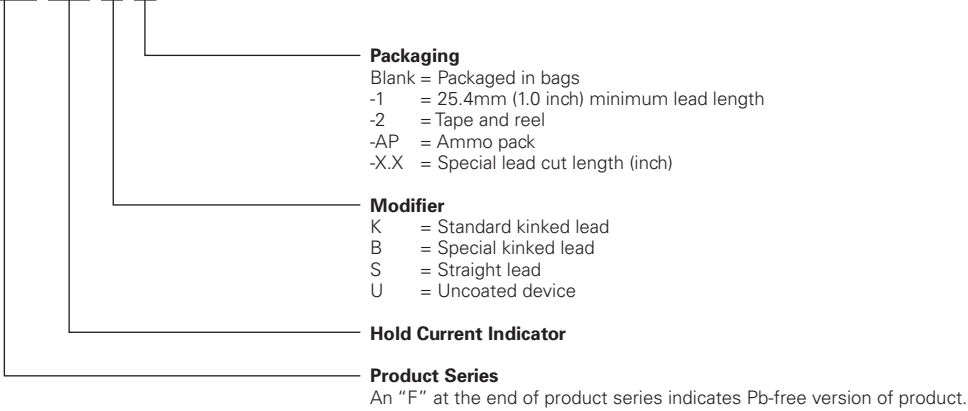 Packaging
Blank = Packaged in bags
-1 = 25.4mm (1.0 inch) minimum lead length
-2 = Tape and reel
-AP = Ammo pack
-X.X = Special lead cut length (inch)
Modifier
K = Standard kinked lead
B = Special kinked lead
S = Straight lead
U = Uncoated device
Hold Current Indicator
Product Series
An “F” at the end of product series indicates Pb-free version of product.